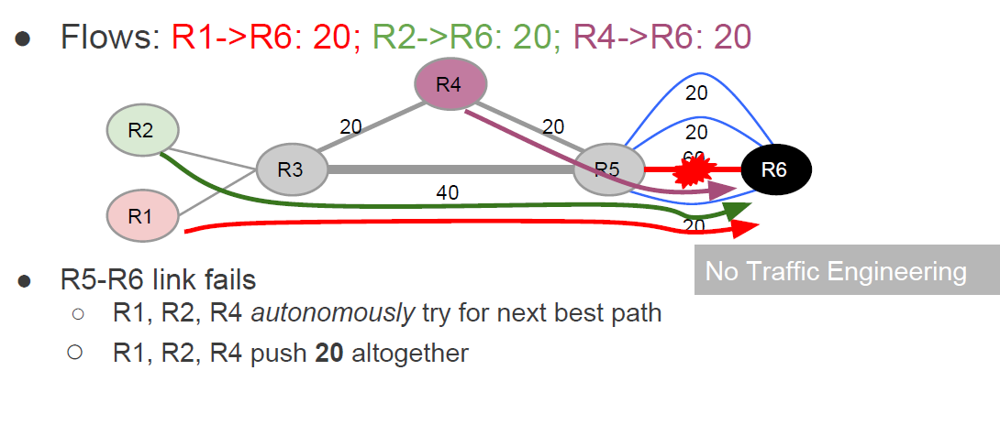 ● Flows: R1->R6: 20; R2->R6: 20; R4->R6: 20
R4
20
R2
20
20
20
R3
R5
R6
40
R1
20
No Traffic Engineering
● R5-R6 link fails
○ R1, R2, R4 autonomously try for next best path
○ R1, R2, R4 push 20 altogether